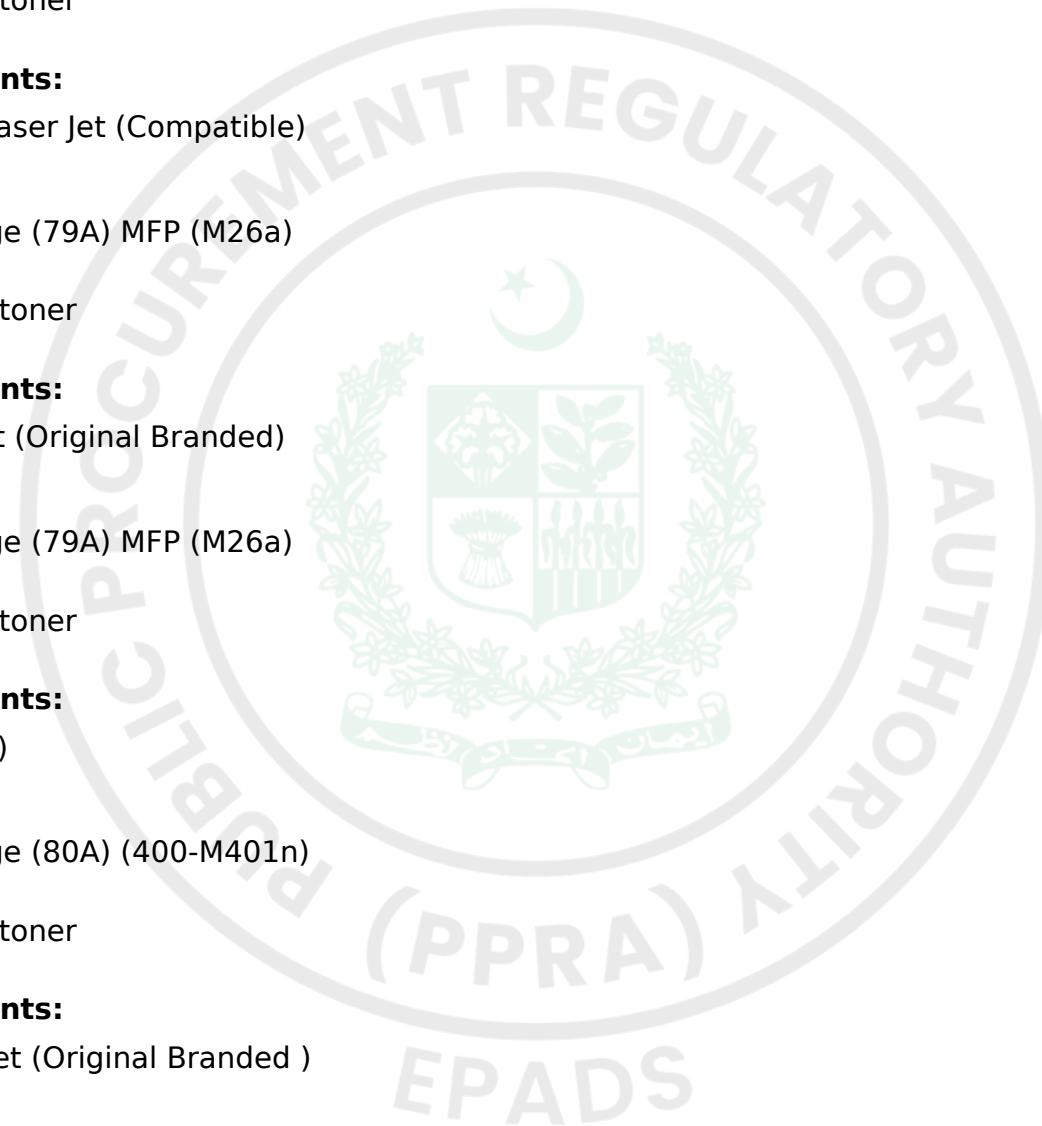 toner
nts:
aser Jet (Compatible)
ge (79A) MFP (M26a)
toner
nts:
t (Original Branded)
ge (79A) MFP (M26a)
toner
nts:
)
ge (80A) (400-M401n)
toner
nts:
et (Original Branded )
PUBLIC PROCUREMENT REGULATORY AUTHORITY
(PPRA)
EPADS